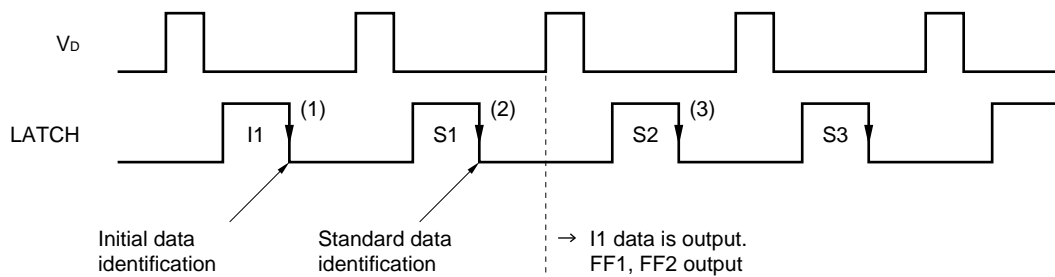 VD
LATCH
I1
(1)
S1
(2)
S2
(3)
S3
Initial data
identification
Standard data
identification
→ I1 data is output.
FF1, FF2 output